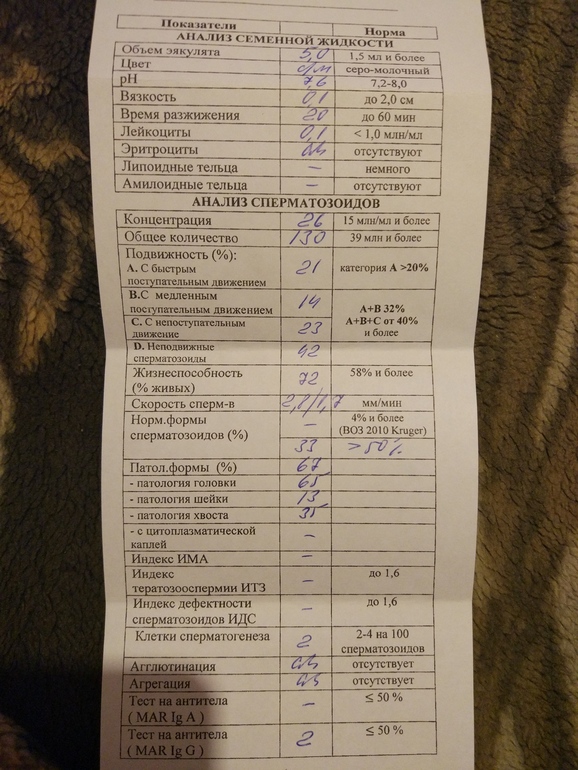 Показатели Норма
АНАЛИЗ СЕМЕННОЙ ЖИДКОСТИ
Объем эякулята 5,0 1,5 мл и более
Цвет с/м серо-молочный
pH 7,6 7,2-8,0
Вязкость 0,1 до 2,0 см
Время разжижения 20 до 60 мин
Лейкоциты 0,1 < 1,0 млн/мл
Эритроциты отсутствуют
Липоидные тельца – немного
Амилоидные тельца – отсутствуют
АНАЛИЗ СПЕРМАТОЗОИДОВ
Концентрация 26 15 млн/мл и более
Общее количество 130 39 млн и более
Подвижность (%):
А. С быстрым
поступательным движением 21 категория А >20%
В.С медленным
поступательным движением 14 А+В 32%
С. С непоступательным
движение 23 А+В+С от 40%
и более
D. Неподвижные
сперматозоиды 42
Жизнеспособность
(% живых) 72 58% и более
Скорость сперм-в 2,8/1,7 мм/мин
Норм.формы
сперматозоидов (%) – 4% и более
(ВОЗ 2010 Kruger)
33 >50%
Патол.формы (%) 67
- патология головки 65
- патология шейки 13
- патология хвоста 35
- с цитоплазматической
каплей –
Индекс ИМА –
Индекс
тератозооспермии ИТЗ – до 1,6
Индекс дефектности
сперматозоидов ИДС – до 1,6
Клетки сперматогенеза 2 2-4 на 100
сперматозоидов
Агглютинация отсутствует
Агрегация отсутствует
Тест на антитела
( MAR Ig A ) – ≤ 50 %
Тест на антитела
( MAR Ig G ) 2 ≤ 50 %